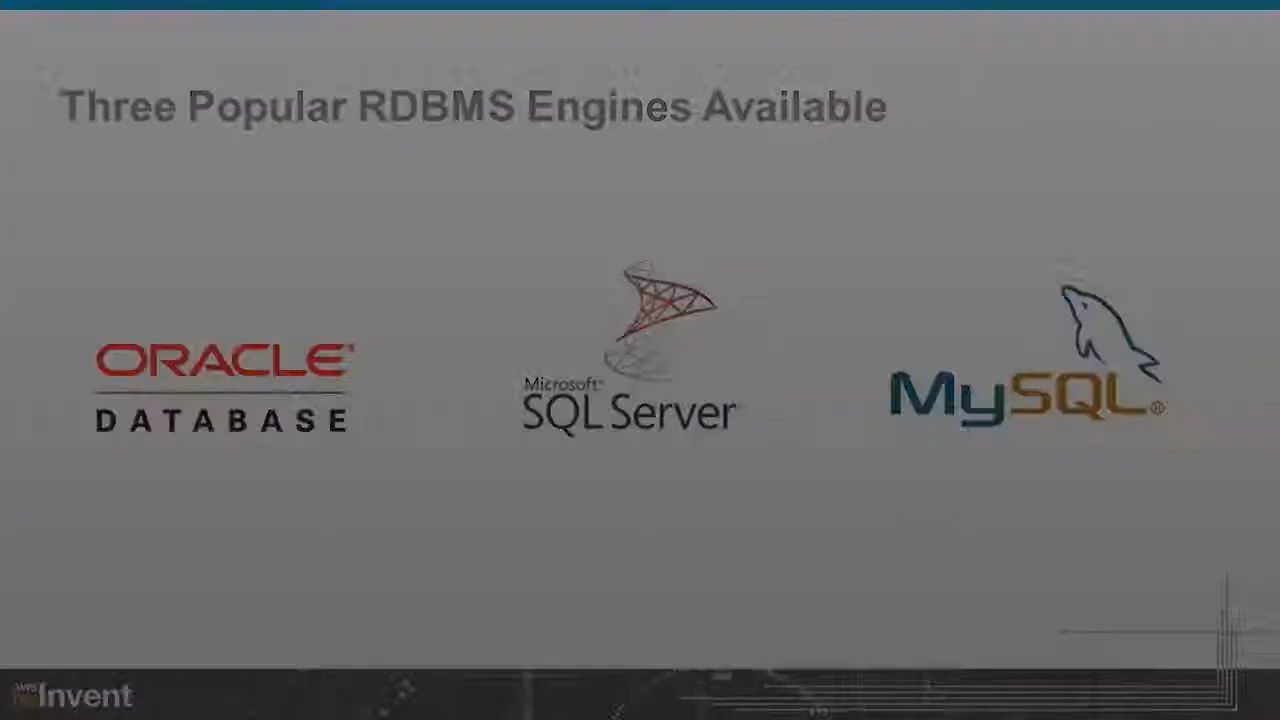 Three Popular RDBMS Engines Available
ORACLE®
DATABASE
Microsoft®
SQL Server
MySQL®
Invent